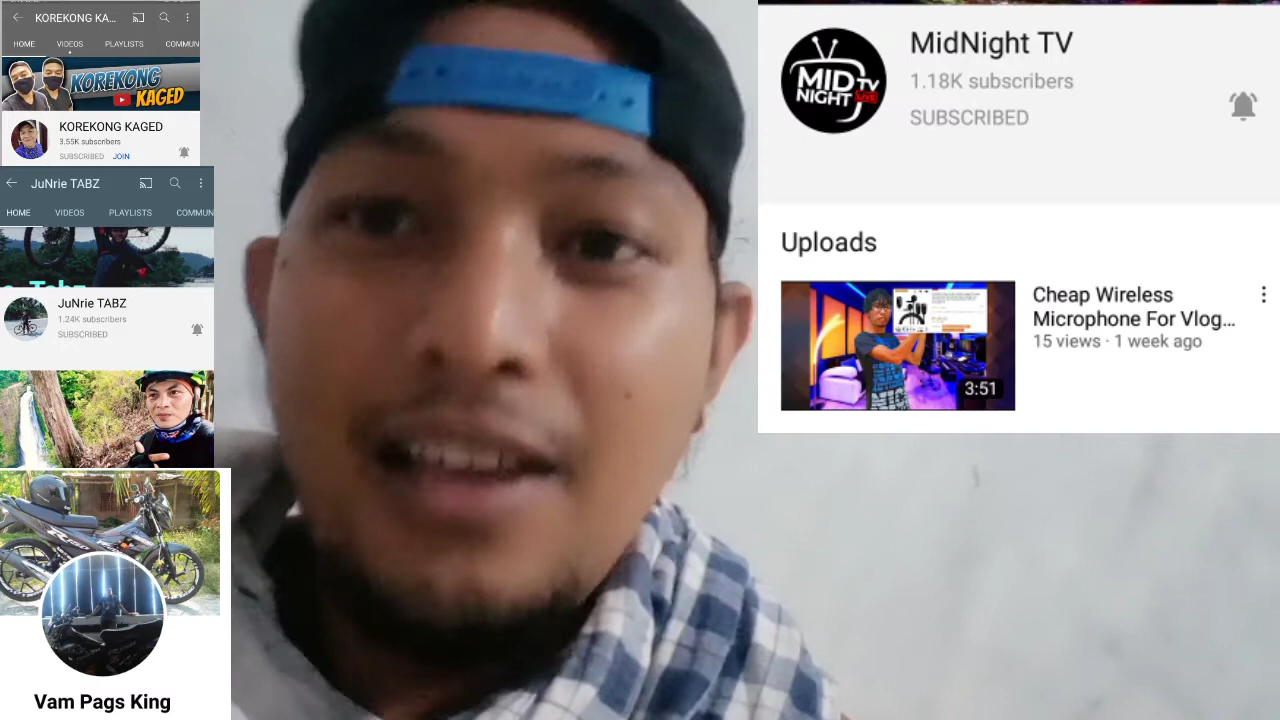 KOREKONG KA...
HOME VIDEOS PLAYLISTS COMMUN
KOREKONG
KAGED
KOREKONG KAGED
3.55K subscribers
SUBSCRIBED JOIN
JuNrie TABZ
HOME VIDEOS PLAYLISTS COMMUN
JuNrie TABZ
1.24K subscribers
SUBSCRIBED
Vam Pags King
MID TV
NIGHT Live
MidNight TV
1.18K subscribers
SUBSCRIBED
Uploads
Cheap Wireless
Microphone For Vlog...
15 views · 1 week ago
3:51